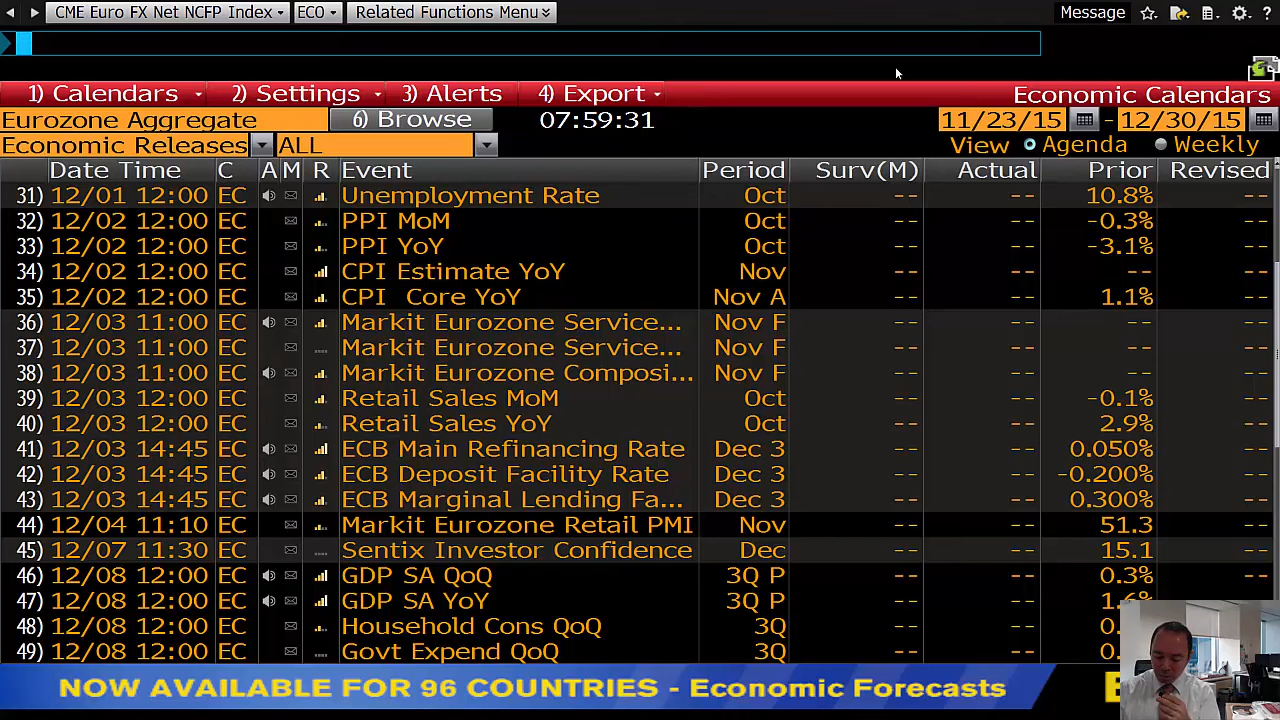 CME Euro FX Net NCFP Index ECO Related Functions Menu Message ?
1) Calendars 2) Settings 3) Alerts 4) Export Economic Calendars
Eurozone Aggregate 6) Browse 07:59:31 11/23/15 - 12/30/15
Economic Releases ALL View Agenda Weekly
Date Time C A M R Event Period Surv(M) Actual Prior Revised
31) 12/01 12:00 EC Unemployment Rate Oct -- -- 10.8% --
32) 12/02 12:00 EC PPI MoM Oct -- -- -0.3% --
33) 12/02 12:00 EC PPI YoY Oct -- -- -3.1% --
34) 12/02 12:00 EC CPI Estimate YoY Nov -- -- -- --
35) 12/02 12:00 EC CPI Core YoY Nov A -- -- 1.1% --
36) 12/03 11:00 EC Markit Eurozone Service... Nov F -- -- -- --
37) 12/03 11:00 EC Markit Eurozone Service... Nov F -- -- -- --
38) 12/03 11:00 EC Markit Eurozone Composi... Nov F -- -- -- --
39) 12/03 11:00 EC Retail Sales MoM Oct -- -- -0.1% --
40) 12/03 11:00 EC Retail Sales YoY Oct -- -- 2.9% --
41) 12/03 14:45 EC ECB Main Refinancing Rate Dec 3 -- -- 0.050% --
42) 12/03 14:45 EC ECB Deposit Facility Rate Dec 3 -- -- -0.200% --
43) 12/03 14:45 EC ECB Marginal Lending Fa... Dec 3 -- -- 0.300% --
44) 12/04 11:10 EC Markit Eurozone Retail PMI Nov -- -- 51.3 --
45) 12/07 11:30 EC Sentix Investor Confidence Dec -- -- 15.1 --
46) 12/08 12:00 EC GDP SA QoQ 3Q P -- -- 0.3% --
47) 12/08 12:00 EC GDP SA YoY 3Q P -- -- 1.6% --
48) 12/08 12:00 EC Household Cons QoQ 3Q -- -- 0.
49) 12/08 12:00 EC Govt Expend QoQ 3Q -- -- 0.
NOW AVAILABLE FOR 96 COUNTRIES - Economic Forecasts